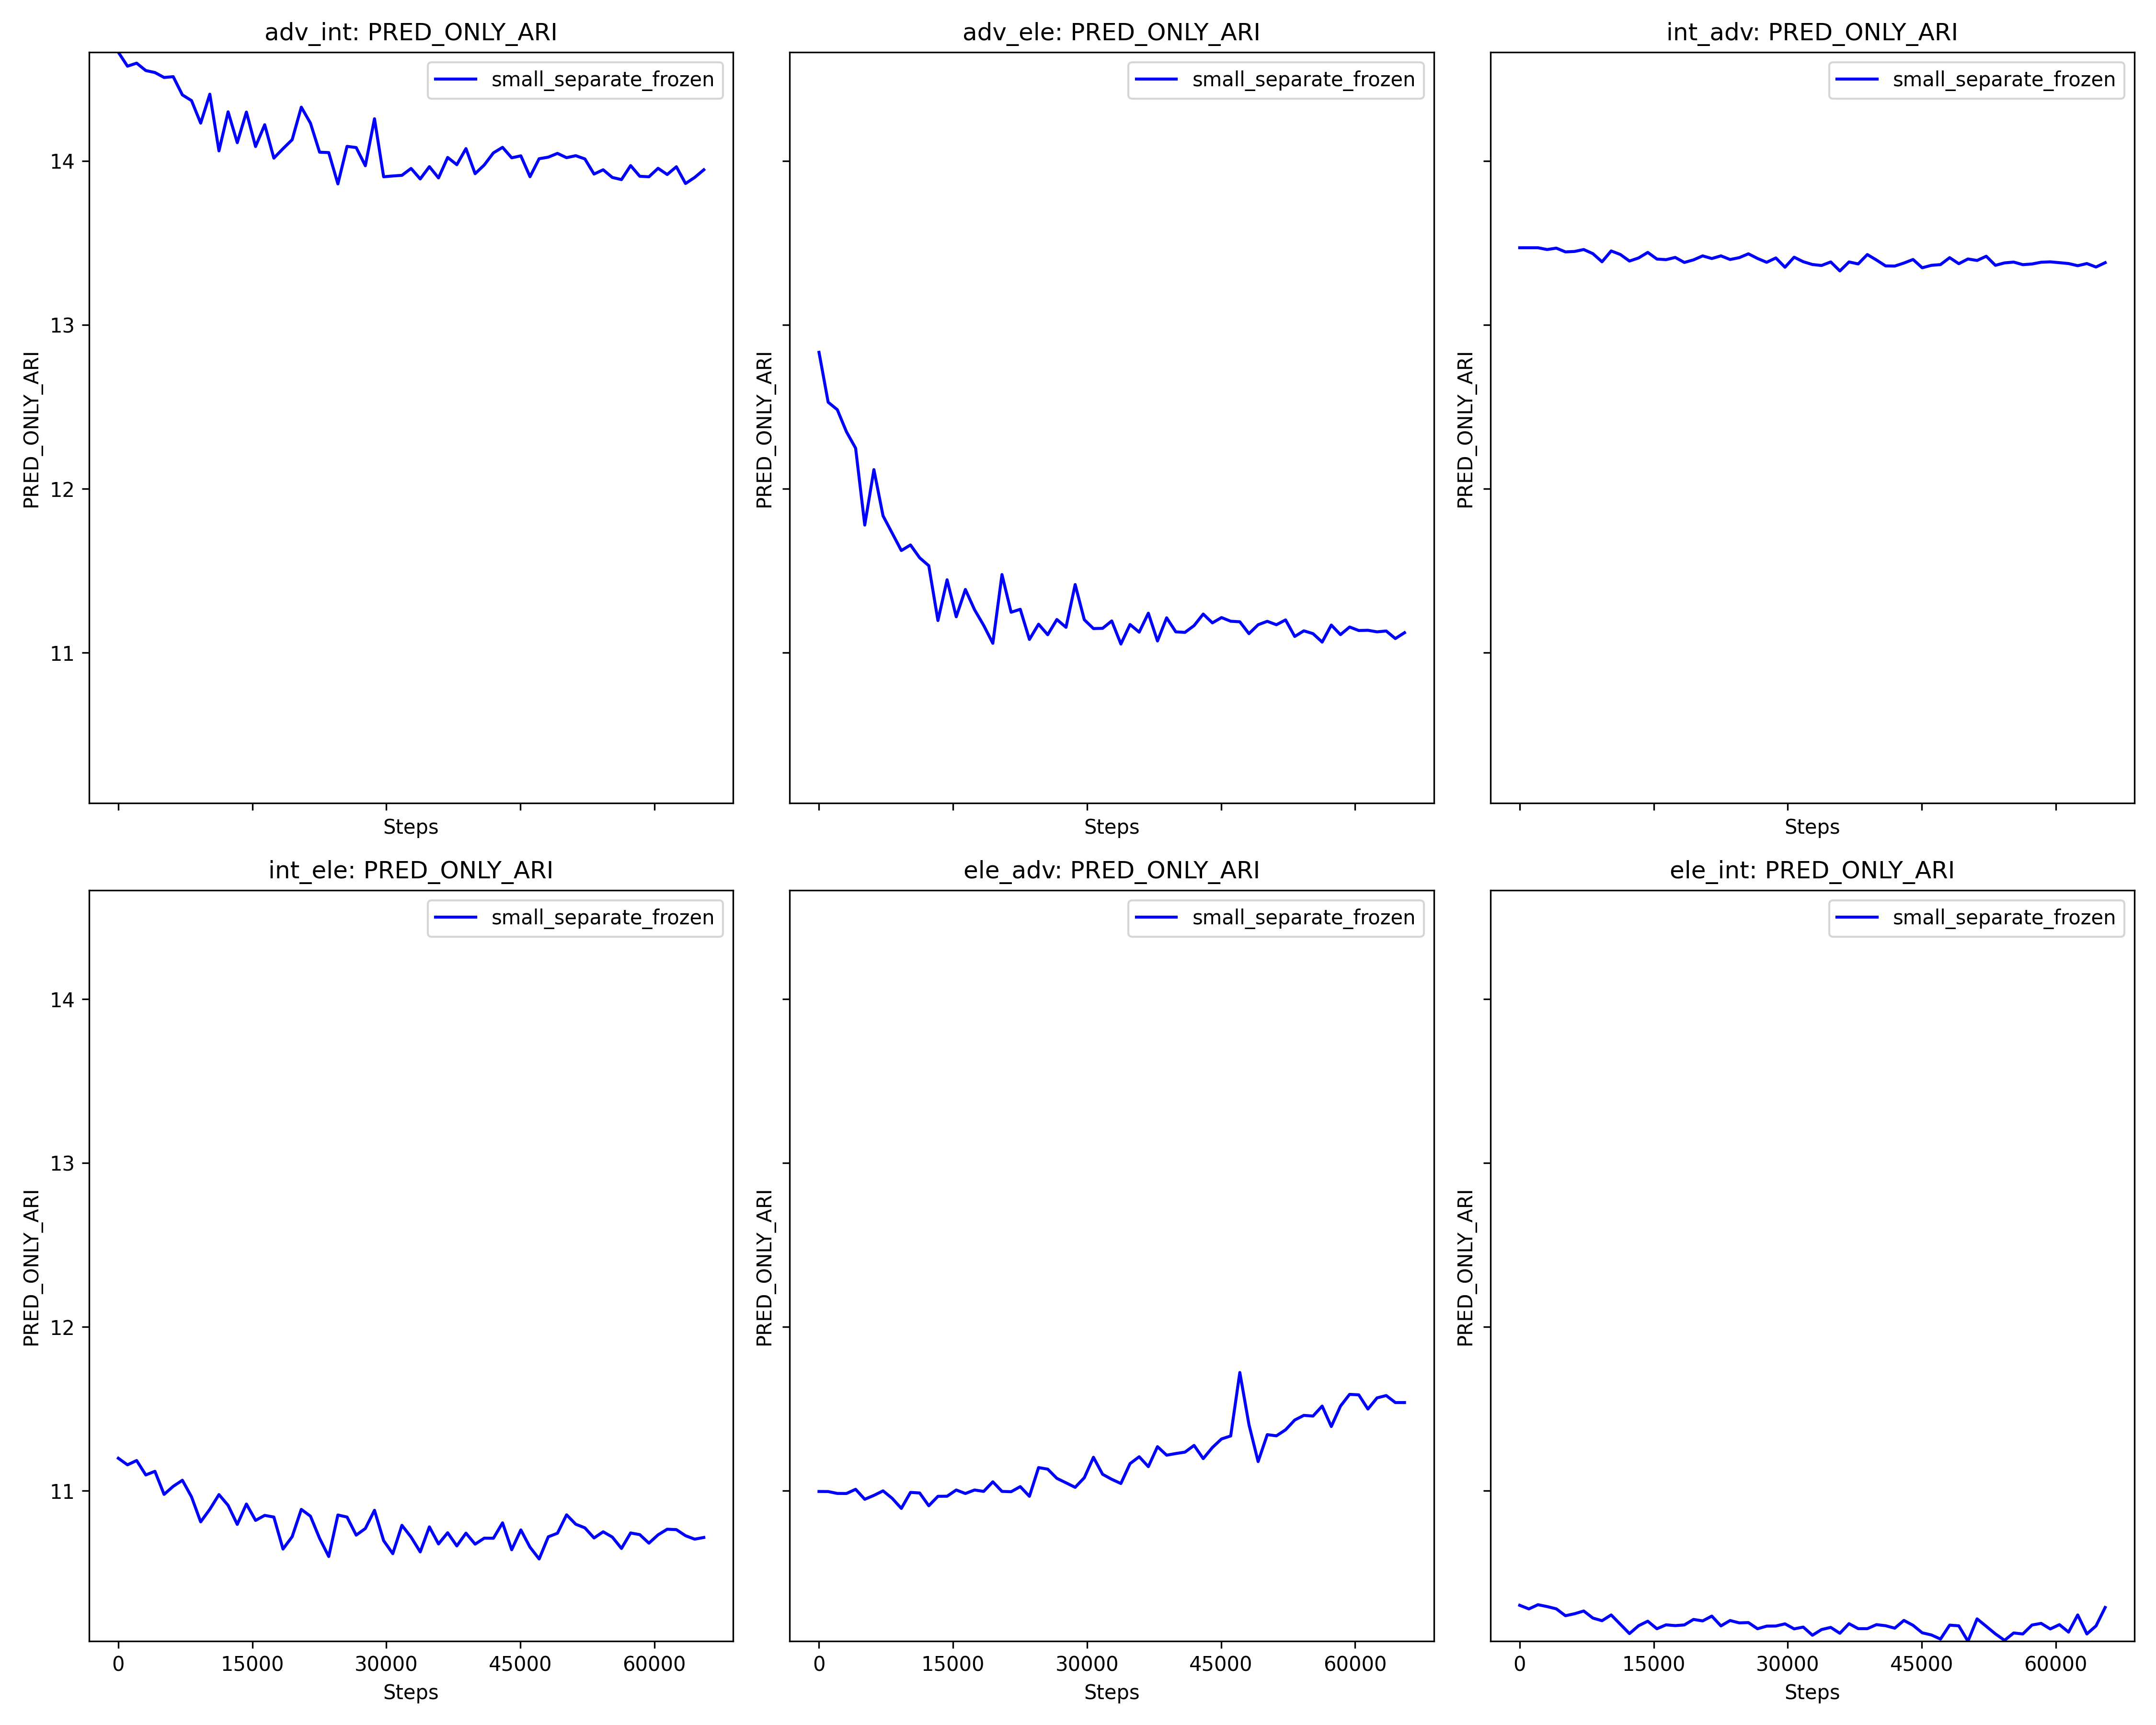 adv_int: PRED_ONLY_ARI
small_separate_frozen
14
13
12
11
PRED_ONLY_ARI
Steps
adv_ele: PRED_ONLY_ARI
small_separate_frozen
PRED_ONLY_ARI
Steps
int_adv: PRED_ONLY_ARI
small_separate_frozen
PRED_ONLY_ARI
Steps
int_ele: PRED_ONLY_ARI
small_separate_frozen
14
13
12
11
PRED_ONLY_ARI
0 15000 30000 45000 60000
Steps
ele_adv: PRED_ONLY_ARI
small_separate_frozen
PRED_ONLY_ARI
0 15000 30000 45000 60000
Steps
ele_int: PRED_ONLY_ARI
small_separate_frozen
PRED_ONLY_ARI
0 15000 30000 45000 60000
Steps